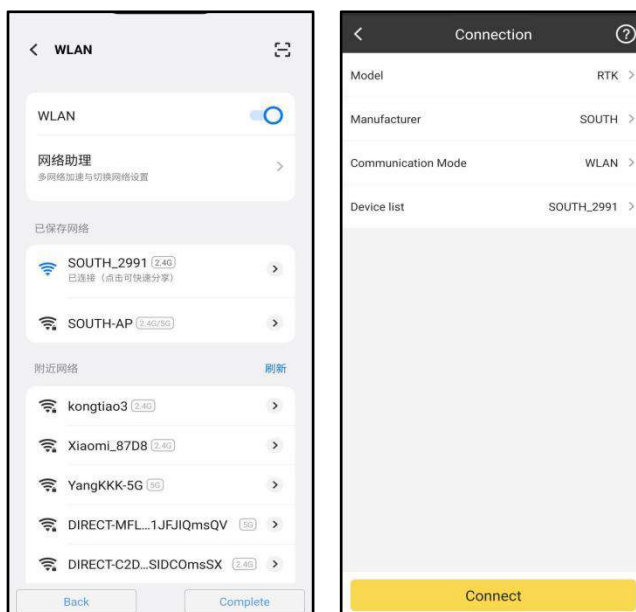 WLAN
WLAN
网络助理
多网络加速与切换网络设置
已保存网络
SOUTH_2991 2.4G
已连接（点击可快速分享）
SOUTH-AP 2.4G/5G
附近网络 刷新
kongtiao3 2.4G
Xiaomi_87D8 2.4G
YangKKK-5G 5G
DIRECT-MFL...1JFJIQmsQV 5G
DIRECT-C2D...SIDCOmsSX 2.4G
Back Complete
Connection ?
Model RTK
Manufacturer SOUTH
Communication Mode WLAN
Device list SOUTH_2991
Connect